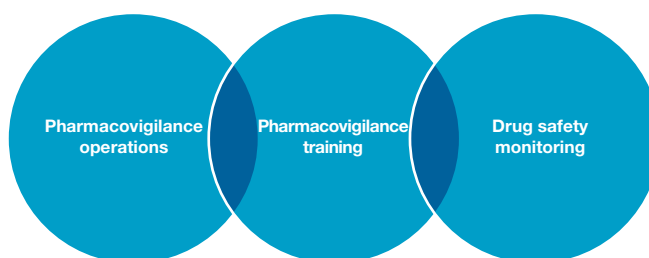 Pharmacovigilance
operations
Pharmacovigilance
training
Drug safety
monitoring